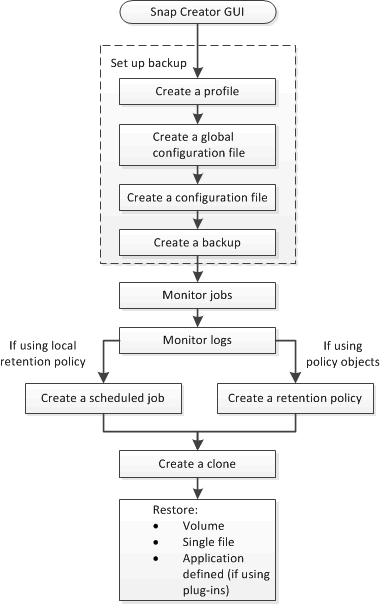 Snap Creator GUI
Set up backup
Create a profile
Create a global
configuration file
Create a configuration file
Create a backup
Monitor jobs
Monitor logs
If using local
retention policy
If using
policy objects
Create a scheduled job
Create a retention policy
Create a clone
Restore:
• Volume
• Single file
• Application
defined (if using
plug-ins)